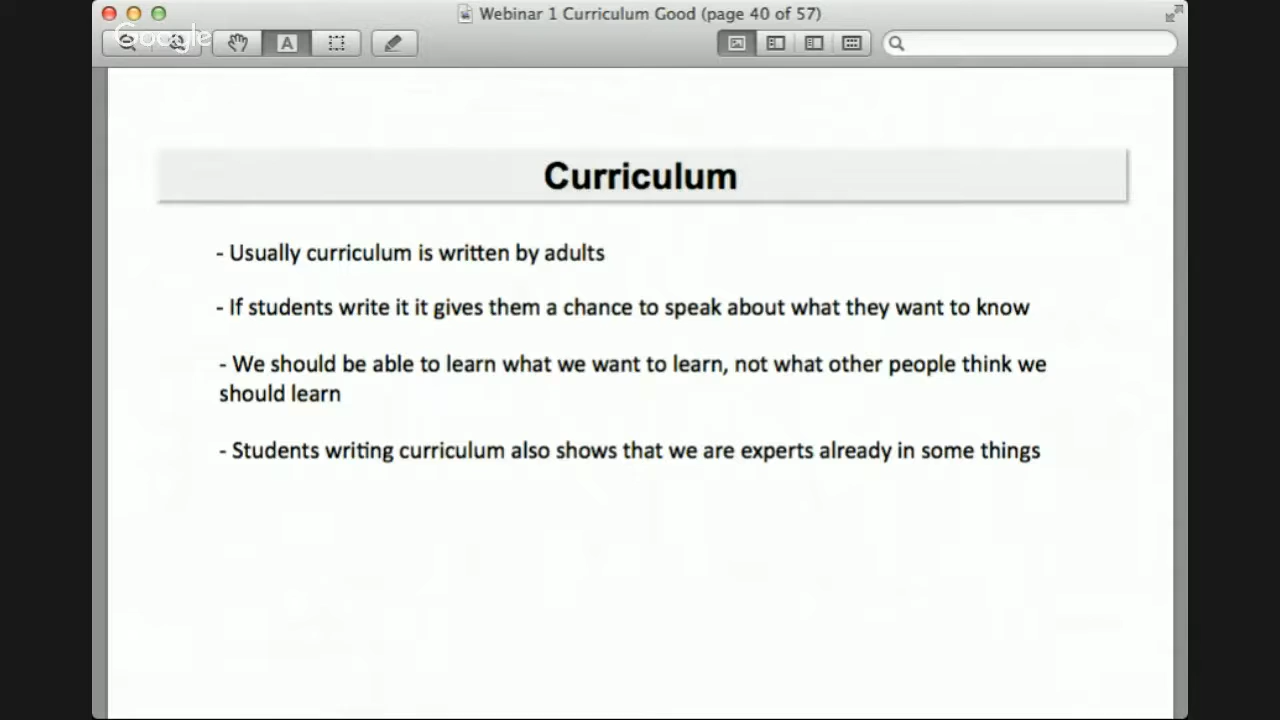 Webinar 1 Curriculum Good (page 40 of 57)
Google
A
Curriculum
- Usually curriculum is written by adults
- If students write it it gives them a chance to speak about what they want to know
- We should be able to learn what we want to learn, not what other people think we
should learn
- Students writing curriculum also shows that we are experts already in some things